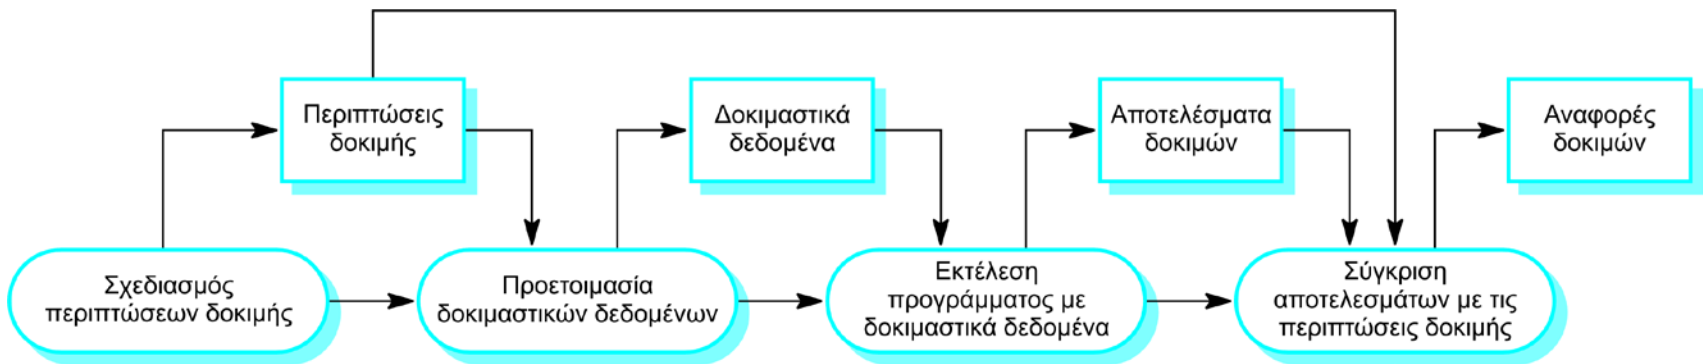 Περιπτώσεις
δοκιμής
Δοκιμαστικά
δεδομένα
Αποτελέσματα
δοκιμών
Αναφορές
δοκιμών
Σχεδιασμός
περιπτώσεων δοκιμής
Προετοιμασία
δοκιμαστικών δεδομένων
Εκτέλεση
προγράμματος με
δοκιμαστικά δεδομένα
Σύγκριση
αποτελεσμάτων με τις
περιπτώσεις δοκιμής